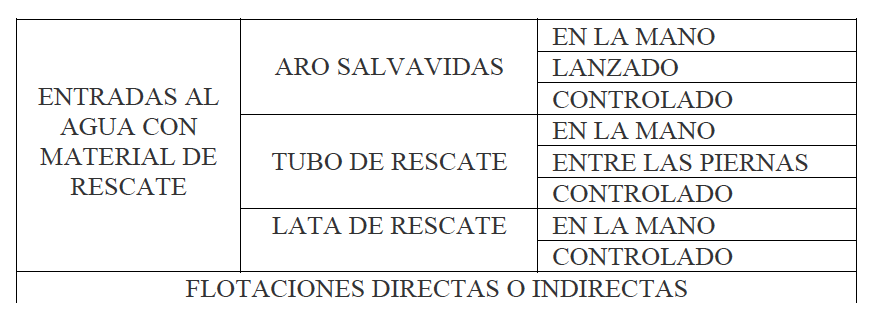 ENTRADAS AL
AGUA CON
MATERIAL DE
RESCATE
ARO SALVAVIDAS
EN LA MANO
LANZADO
CONTROLADO
TUBO DE RESCATE
EN LA MANO
ENTRE LAS PIERNAS
CONTROLADO
LATA DE RESCATE
EN LA MANO
CONTROLADO
FLOTACIONES DIRECTAS O INDIRECTAS